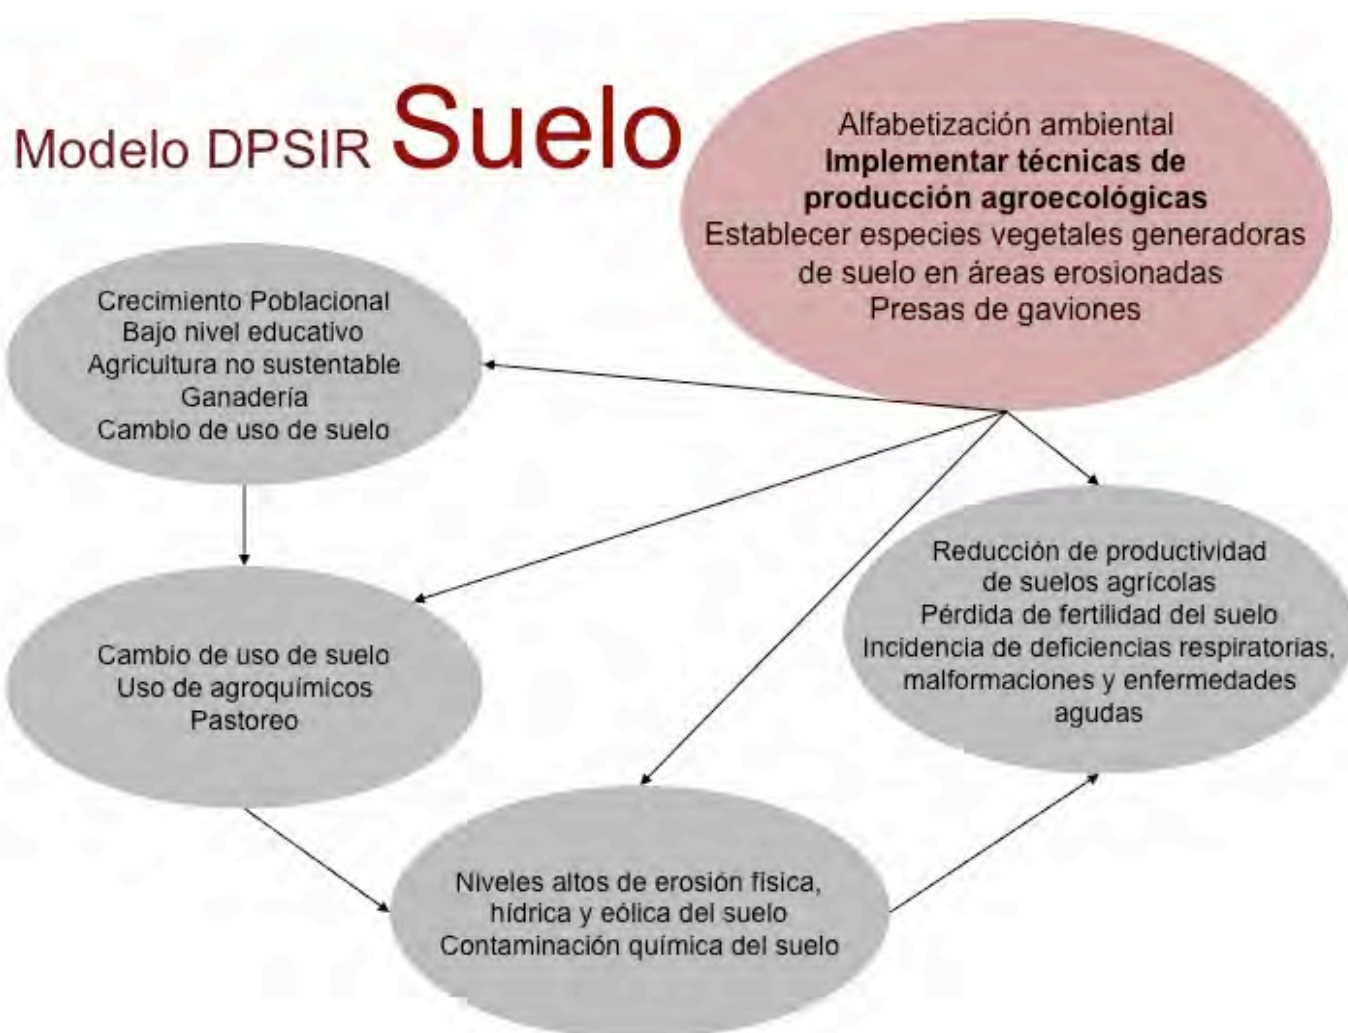 Modelo DPSIR Suelo
Alfabetización ambiental
Implementar técnicas de
producción agroecológicas
Establecer especies vegetales generadoras
de suelo en áreas erosionadas
Presas de gaviones
Crecimiento Poblacional
Bajo nivel educativo
Agricultura no sustentable
Ganadería
Cambio de uso de suelo
Cambio de uso de suelo
Uso de agroquímicos
Pastoreo
Niveles altos de erosión física,
hídrica y eólica del suelo
Contaminación química del suelo
Reducción de productividad
de suelos agrícolas
Pérdida de fertilidad del suelo
Incidencia de deficiencias respiratorias,
malformaciones y enfermedades
agudas